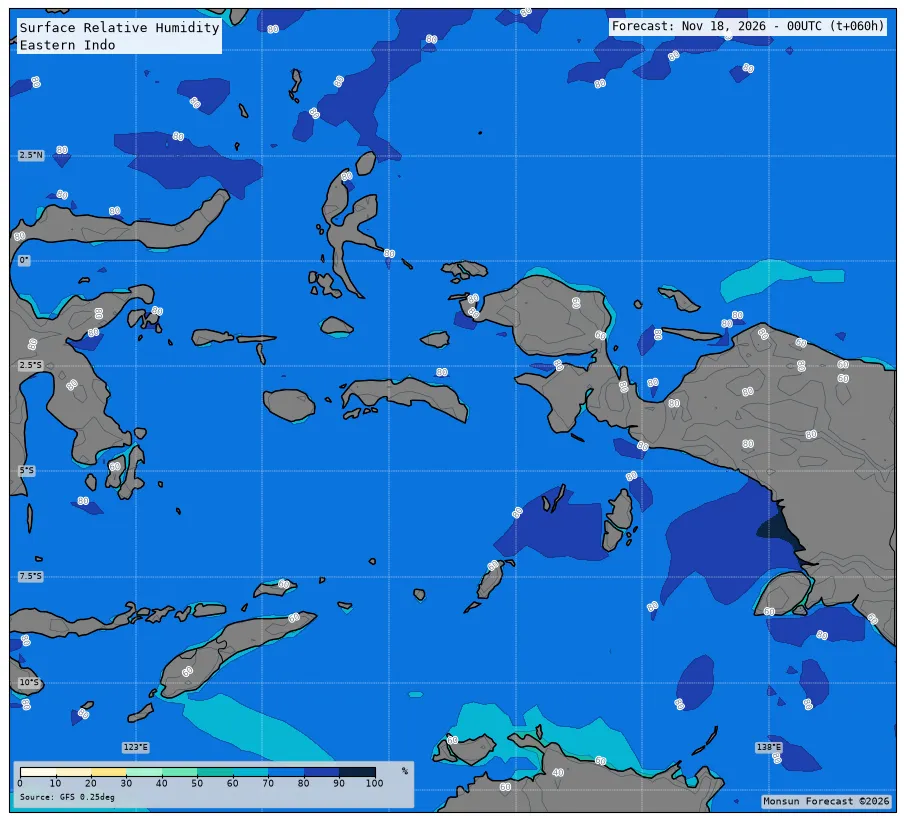 Surface Relative Humidity
Eastern Indo
Forecast: Nov 18, 2026 - 00UTC (t+060h)
2.5°N
0°
2.5°S
5°S
7.5°S
10°S
123°E
138°E
0 10 20 30 40 50 60 70 80 90 100 %
Source: GFS 0.25deg
Monsun Forecast ©2026